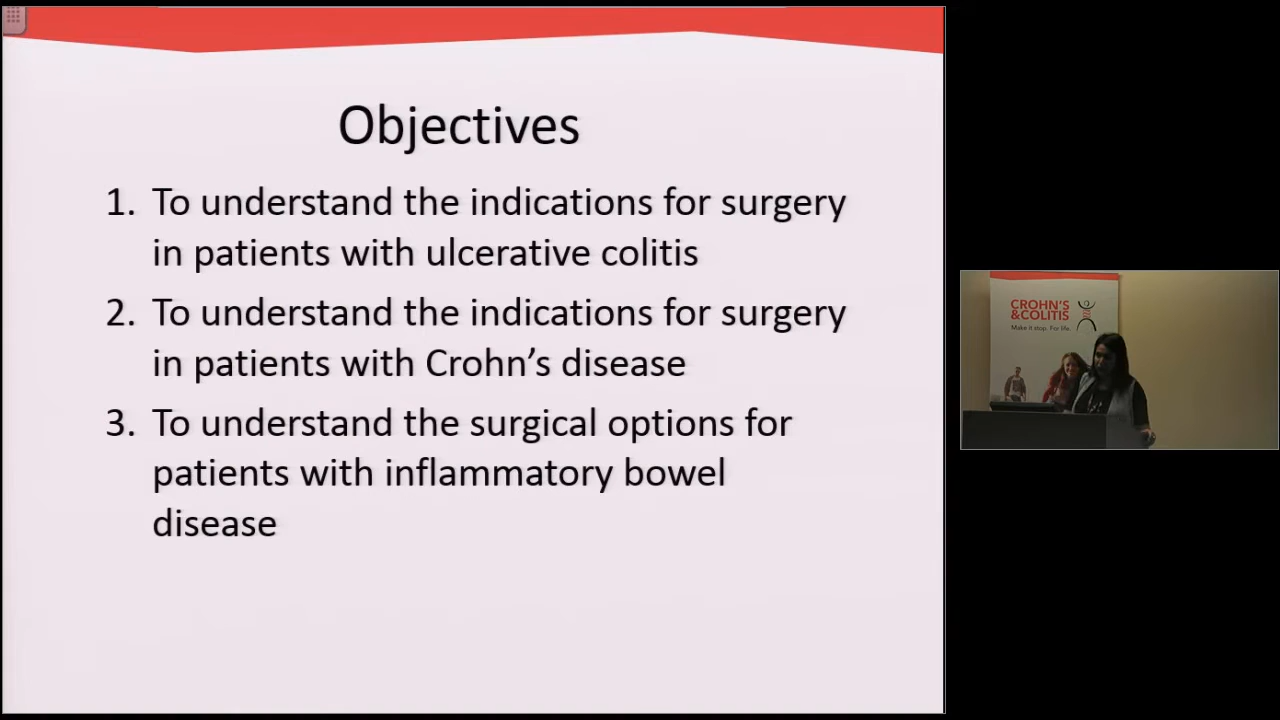 Objectives
1. To understand the indications for surgery
in patients with ulcerative colitis
2. To understand the indications for surgery
in patients with Crohn’s disease
3. To understand the surgical options for
patients with inflammatory bowel
disease
CROHN'S
&COLITIS
Make it stop. For life.